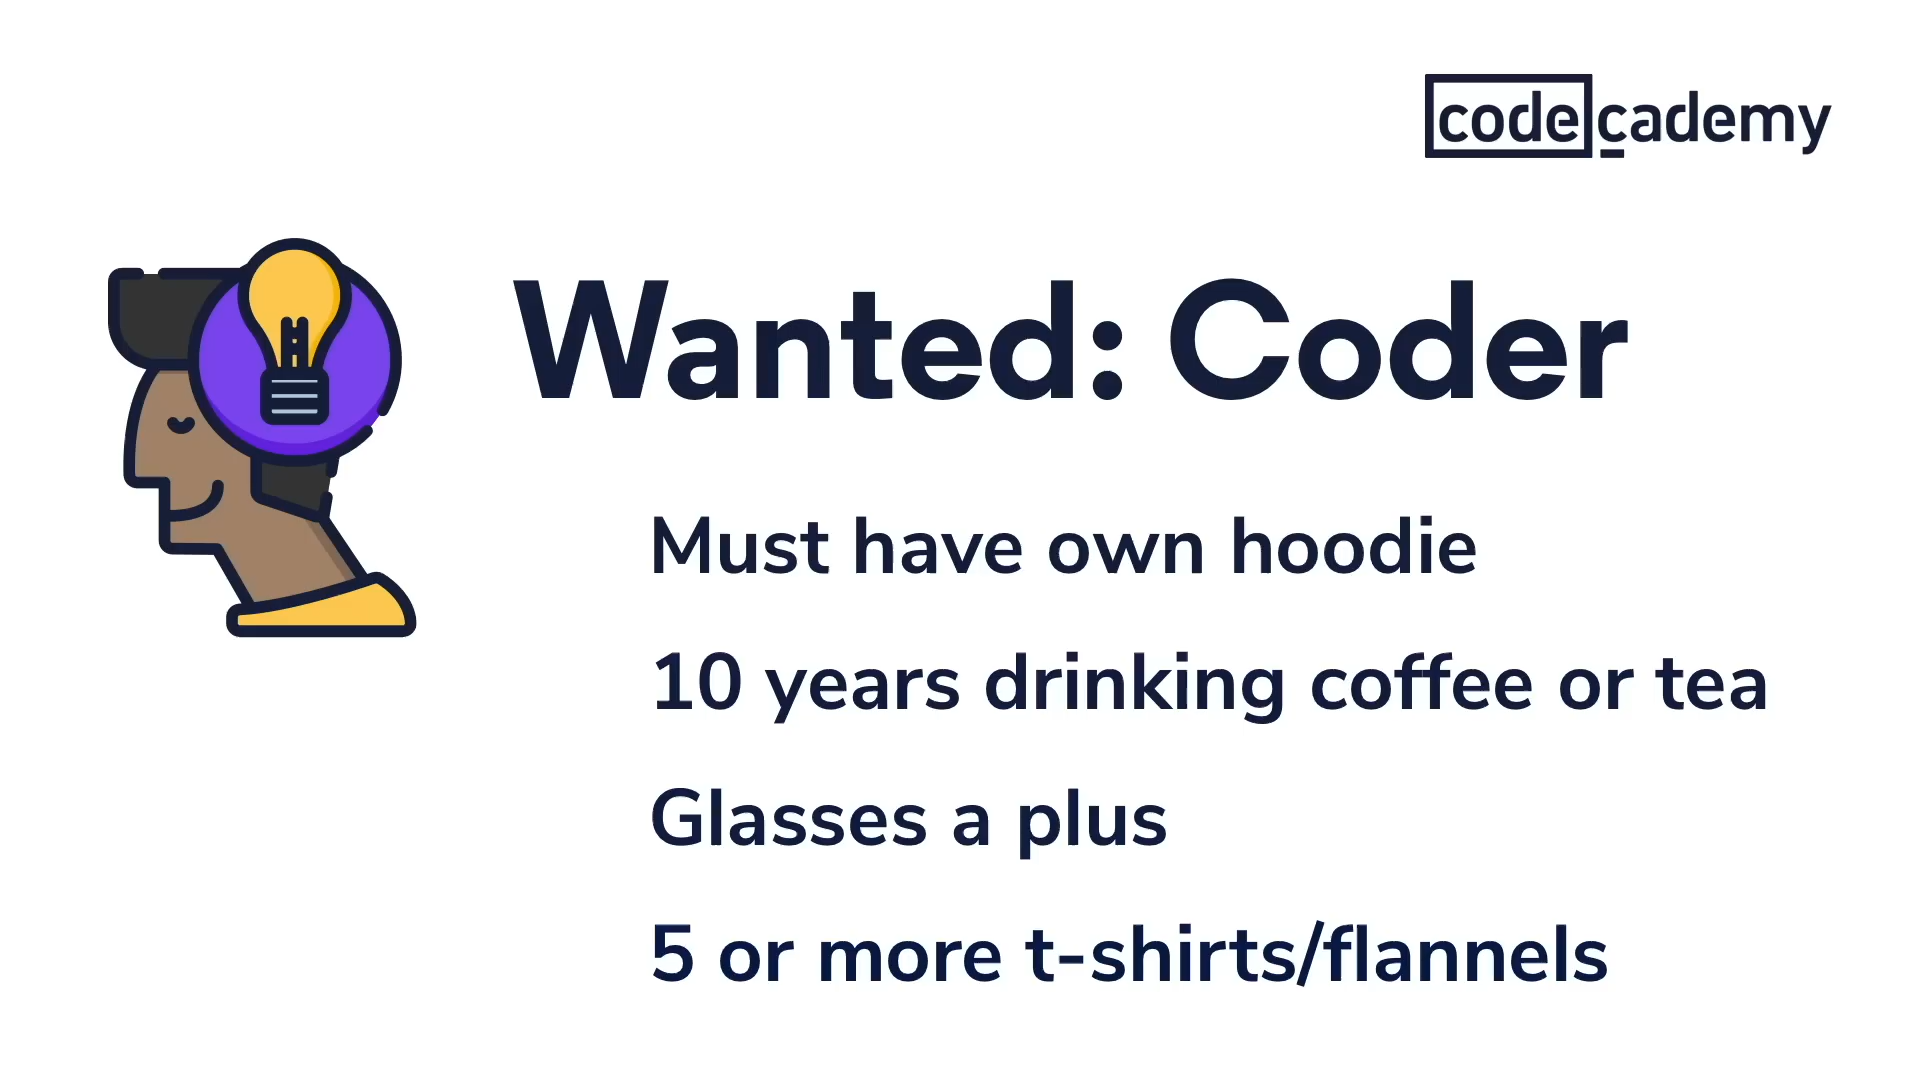 codecademy
Wanted: Coder
Must have own hoodie
10 years drinking coffee or tea
Glasses a plus
5 or more t-shirts/flannels